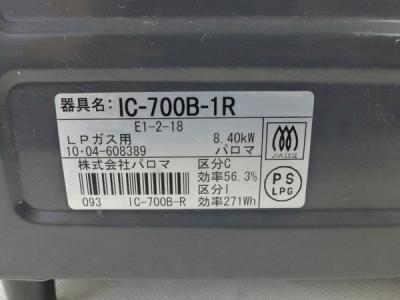 器具名: IC-700B-1R
E1-2-18
LPガス用 8.40kW
10・04-608389 パロマ
株式会社パロマ 区分C
効率56.3%
区分I
093 IC-700B-R 効率271Wh
JIA認証
PS
LPG